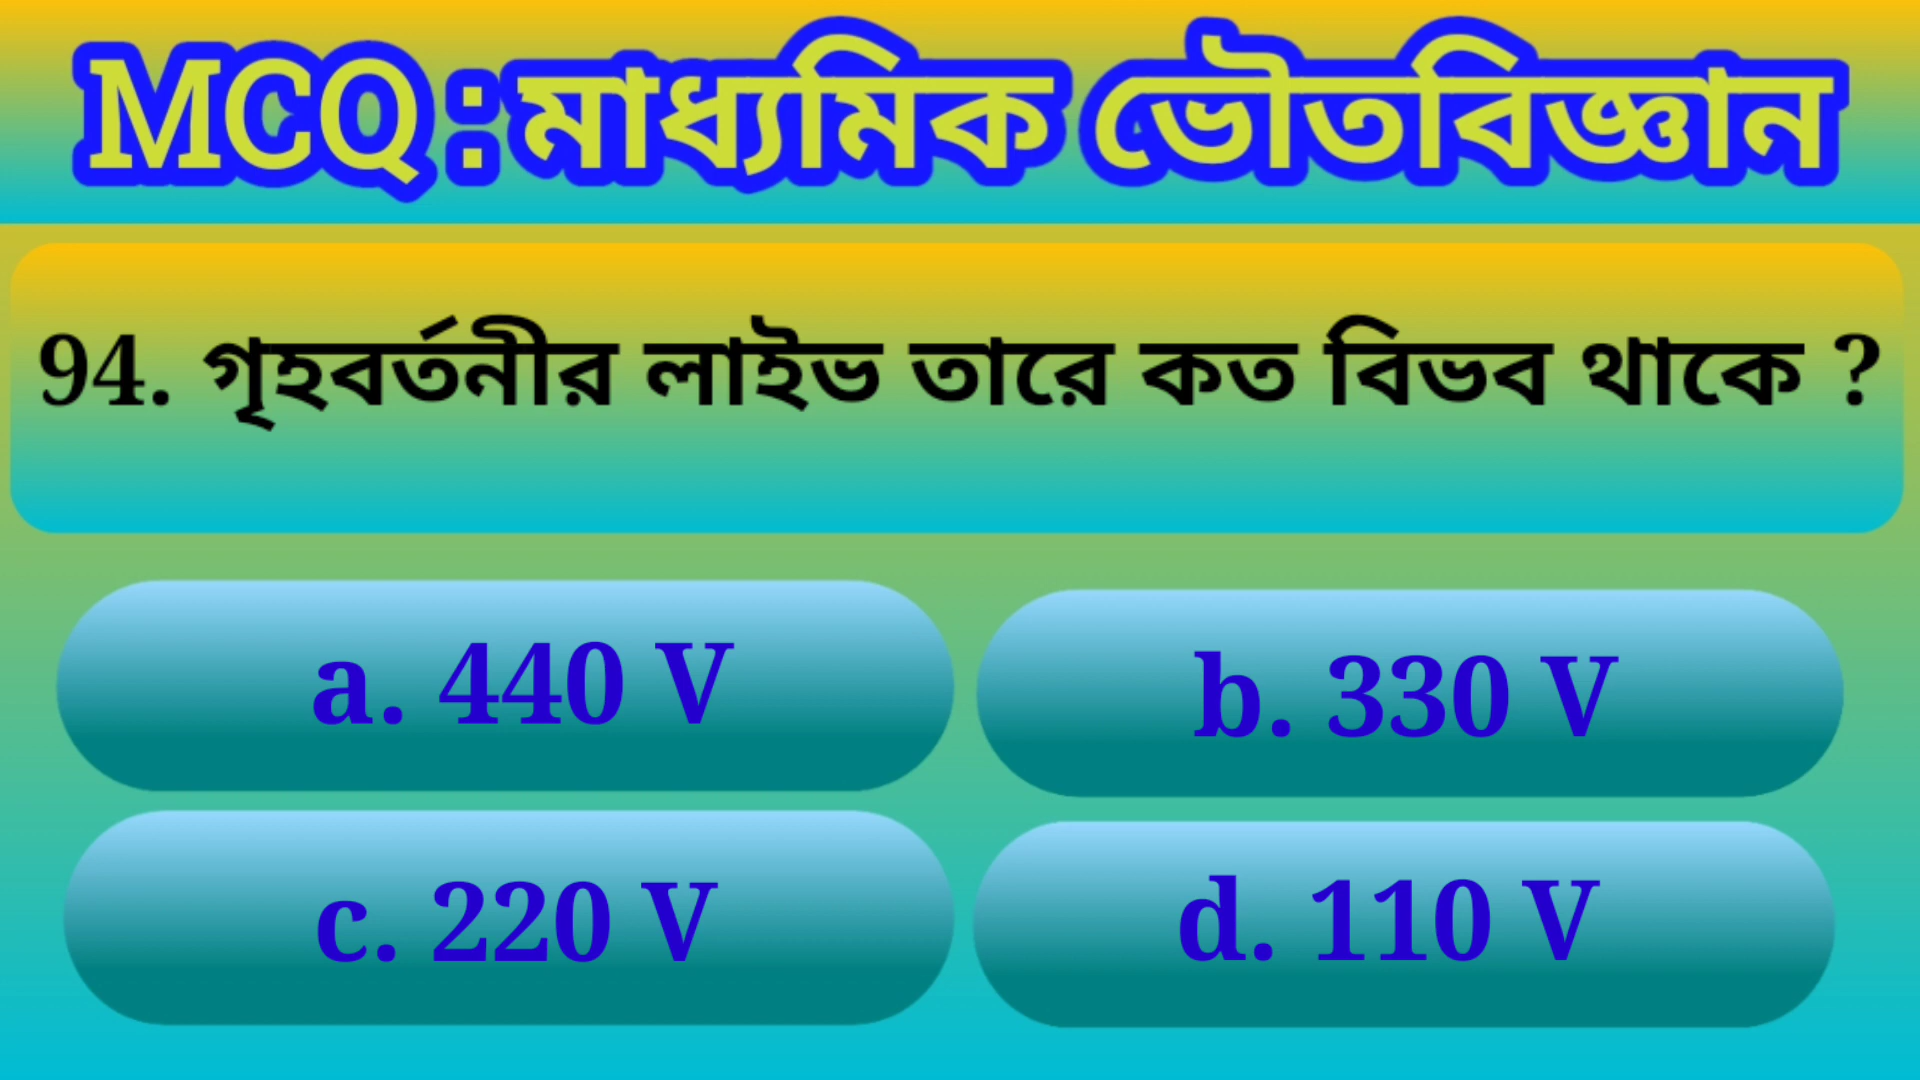 MCQ : মাধ্যমিক ভৌতবিজ্ঞান
94. গৃহবর্তনীর লাইভ তারে কত বিভব থাকে ?
a. 440 V
b. 330 V
c. 220 V
d. 110 V